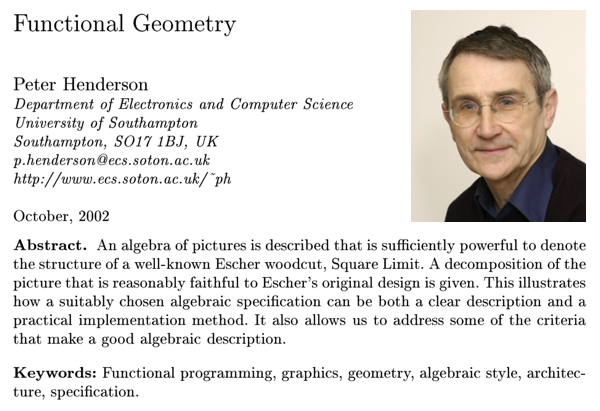 Functional Geometry
Peter Henderson
Department of Electronics and Computer Science
University of Southampton
Southampton, SO17 1BJ, UK
p.henderson@ecs.soton.ac.uk
http://www.ecs.soton.ac.uk/~ph
October, 2002
Abstract. An algebra of pictures is described that is sufficiently powerful to denote
the structure of a well-known Escher woodcut, Square Limit. A decomposition of the
picture that is reasonably faithful to Escher's original design is given. This illustrates
how a suitably chosen algebraic specification can be both a clear description and a
practical implementation method. It also allows us to address some of the criteria
that make a good algebraic description.
Keywords: Functional programming, graphics, geometry, algebraic style, architec-
ture, specification.